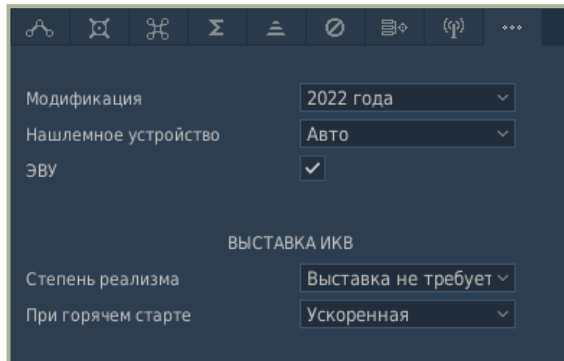 Модификация 2022 года
Нашлемное устройство Авто
ЭВУ
ВЫСТАВКА ИКВ
Степень реализма Выставка не требует
При горячем старте Ускоренная